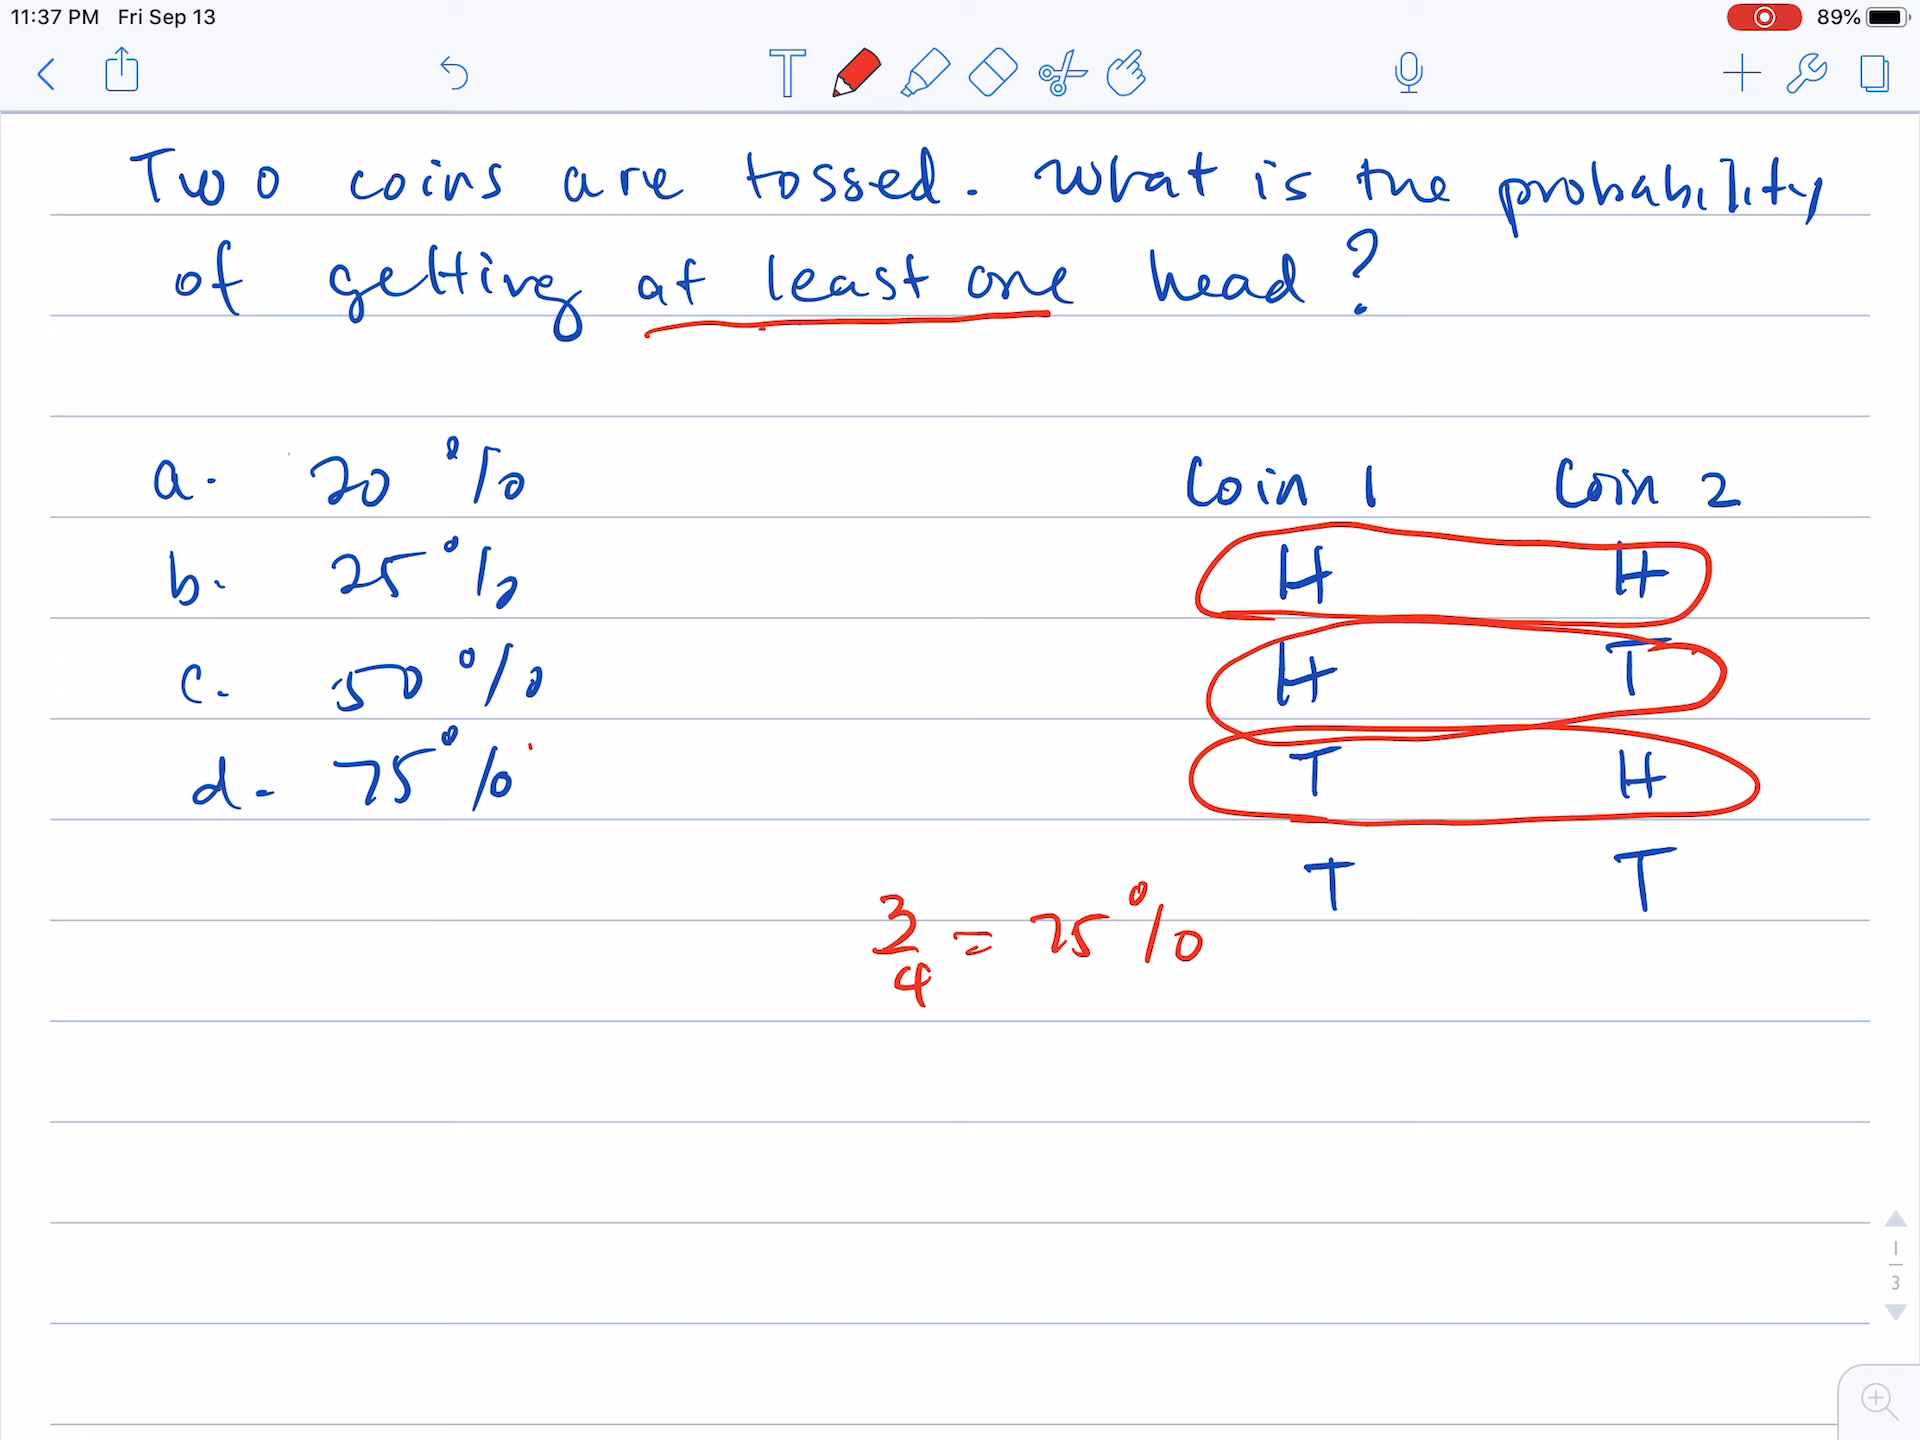 11:37 PM Fri Sep 13
89%
T
Two coins are tossed. What is the probability
of getting at least one head?
a. 20 %
b. 25 %
c. 50 %
d. 75 %
Coin 1 Coin 2
H H
H T
T H
T T
3/4 = 75 %
1
3